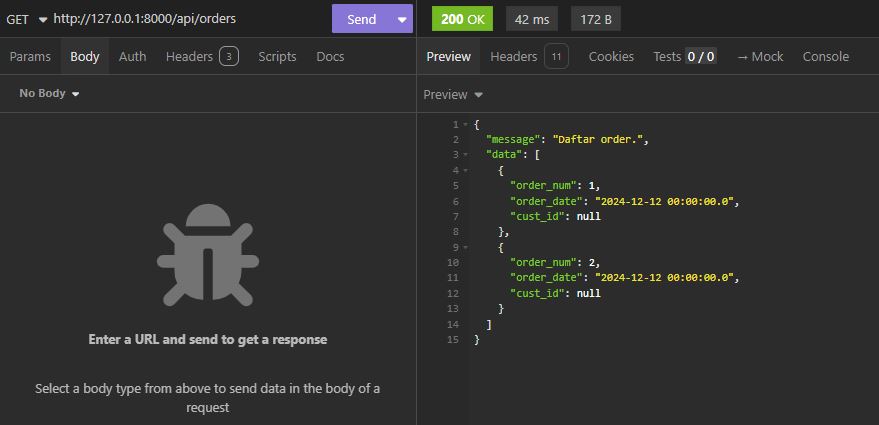 GET http://127.0.0.1:8000/api/orders Send 200 OK 42 ms 172 B
Params Body Auth Headers 3 Scripts Docs Preview Headers 11 Cookies Tests 0 / 0 → Mock Console
No Body Preview
1 {
2 "message": "Daftar order.",
3 "data": [
4 {
5 "order_num": 1,
6 "order_date": "2024-12-12 00:00:00.0",
7 "cust_id": null
8 },
9 {
10 "order_num": 2,
11 "order_date": "2024-12-12 00:00:00.0",
12 "cust_id": null
13 }
14 ]
15 }
Enter a URL and send to get a response
Select a body type from above to send data in the body of a
request